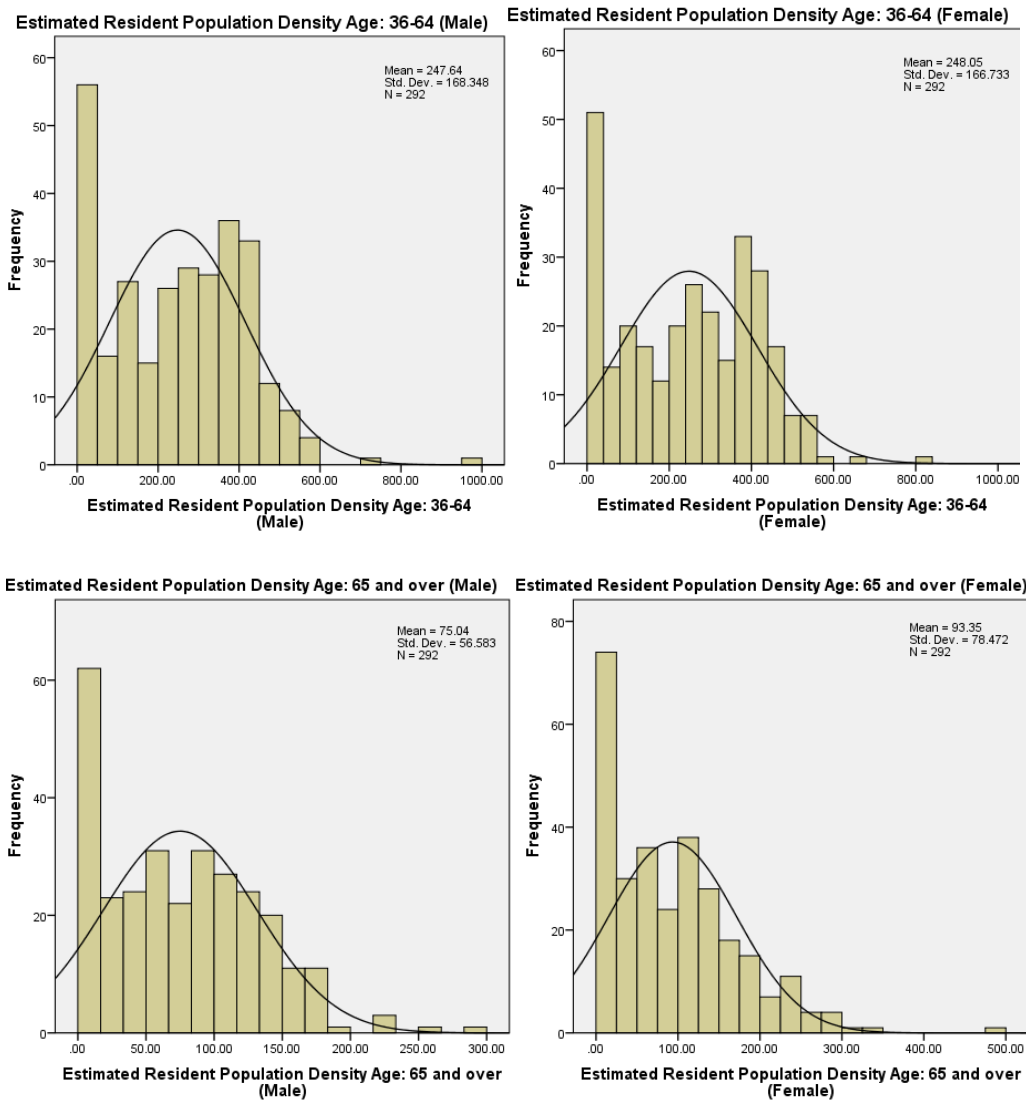 Estimated Resident Population Density Age: 36-64 (Male)
Mean = 247.64
Std. Dev. = 168.348
N = 292
60
50
40
30
20
10
0
Frequency
.00 200.00 400.00 600.00 800.00 1000.00
Estimated Resident Population Density Age: 36-64
(Male)
Estimated Resident Population Density Age: 36-64 (Female)
Mean = 248.05
Std. Dev. = 166.733
N = 292
60
50
40
30
20
10
0
Frequency
.00 200.00 400.00 600.00 800.00 1000.00
Estimated Resident Population Density Age: 36-64
(Female)
Estimated Resident Population Density Age: 65 and over (Male)
Mean = 75.04
Std. Dev. = 56.583
N = 292
60
40
20
0
Frequency
.00 50.00 100.00 150.00 200.00 250.00 300.00
Estimated Resident Population Density Age: 65 and over
(Male)
Estimated Resident Population Density Age: 65 and over (Female)
Mean = 93.35
Std. Dev. = 78.472
N = 292
80
60
40
20
0
Frequency
.00 100.00 200.00 300.00 400.00 500.00
Estimated Resident Population Density Age: 65 and over
(Female)